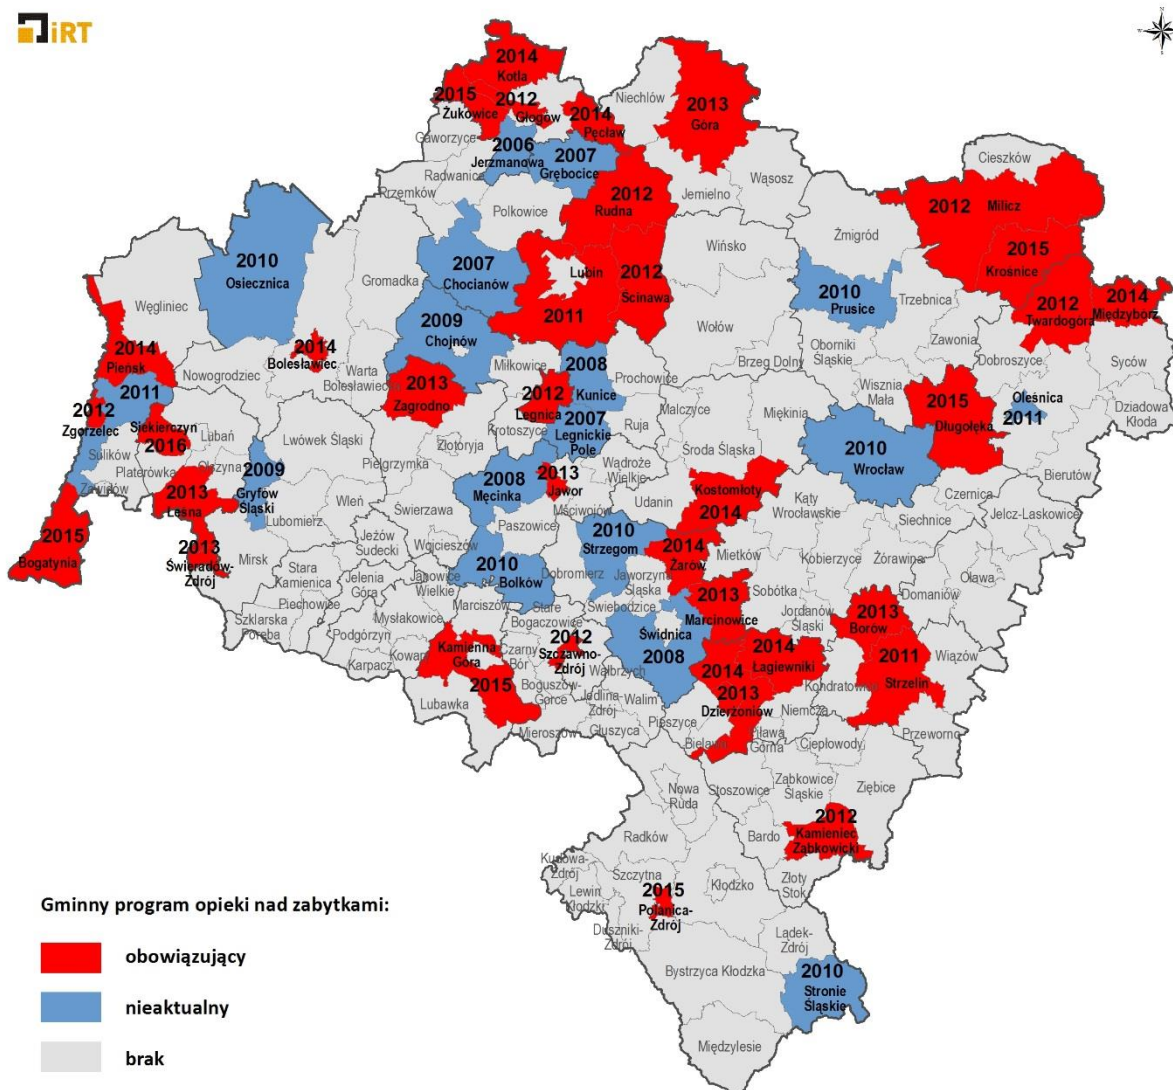 iRT
N
2014
Kotla
2015
Żukowice
2012
Głogów
2014
Pęcław
Niechlów
2013
Góra
Gaworzyce
2006
Jerzmanowa
2007
Grębocice
Radwanice
Przemków
Polkowice
2012
Rudna
Jemielno
Wąsosz
Cieszków
2012
Milicz
Żmigród
2015
Krośnice
2012
Twardogóra
2014
Międzybórz
2010
Osiecznica
Gromadka
2007
Chocianów
Lubin
2011
2012
Ścinawa
Wińsko
2010
Prusice
Trzebnica
Węgliniec
2009
Chojnów
Wołów
Oborniki
Śląskie
Zawonia
Dobroszyce
Syców
2014
Pieńsk
Nowogrodziec
2014
Bolesławiec
Warta
Bolesławiecka
2013
Zagrodno
Miłkowice
2008
Kunice
Prochowice
Brzeg Dolny
Wisznia
Mała
2015
Długołęka
Oleśnica
2011
Dziadowa
Kłoda
2011
2012
Zgorzelec
Siekierczyn
2016
Sulików
Zawidów
Platerówka
Lubań
Olszyna
2009
Gryfów
Śląski
Lwówek Śląski
Złotoryja
Krotoszyce
2012
Legnica
2007
Legnickie
Pole
Ruja
Malczyce
Miękinia
Środa Śląska
2010
Wrocław
Bierutów
Czernica
Jelcz-Laskowice
2013
Leśna
2015
Bogatynia
2013
Świeradów-
Zdrój
Lubomierz
Wleń
Pielgrzymka
Świerzawa
2008
Męcinka
2013
Jawor
Wądroże
Wielkie
Udanin
Mściwojów
Paszowice
Kostomłoty
2014
Kąty
Wrocławskie
Siechnice
Mirsk
Stara
Kamienica
Jeżów
Sudecki
Jelenia
Góra
Wojcieszów
Janowice
Wielkie
2010
Bolków
Dobromierz
2010
Strzegom
Jaworzyna
Śląska
2014
Żarów
Mietków
Kobierzyce
Żórawina
Oława
Domaniów
Szklarska
Poręba
Piechowice
Podgórzyn
Mysłakowice
Karpacz
Kowary
Marciszów
Stare
Bogaczowice
Świebodzice
Świdnica
2008
2013
Marcinowice
Sobótka
Jordanów
Śląski
2013
Borów
Wiązów
Kamienna
Góra
2015
Lubawka
Czarny
Bór
2012
Szczawno-
Zdrój
Wałbrzych
Boguszów-
Gorce
Jedlina-
Zdrój
Walim
Głuszyca
Mieroszów
2014
2014
Łagiewniki
2013
Dzierżoniów
2011
Strzelin
Kondratowice
Niemcza
Przeworno
Pieszyce
Bielawa
Piława
Górna
Ciepłowody
Nowa
Ruda
Stoszowice
Ząbkowice
Śląskie
Ziębice
Radków
Bardo
2012
Kamieniec
Ząbkowicki
Kudowa-
Zdrój
Szczytna
Lewin
Kłodzki
Duszniki-
Zdrój
2015
Polanica-
Zdrój
Kłodzko
Złoty
Stok
Lądek-
Zdrój
Bystrzyca Kłodzka
2010
Stronie
Śląskie
Międzylesie
Gminny program opieki nad zabytkami:
obowiązujący
nieaktualny
brak